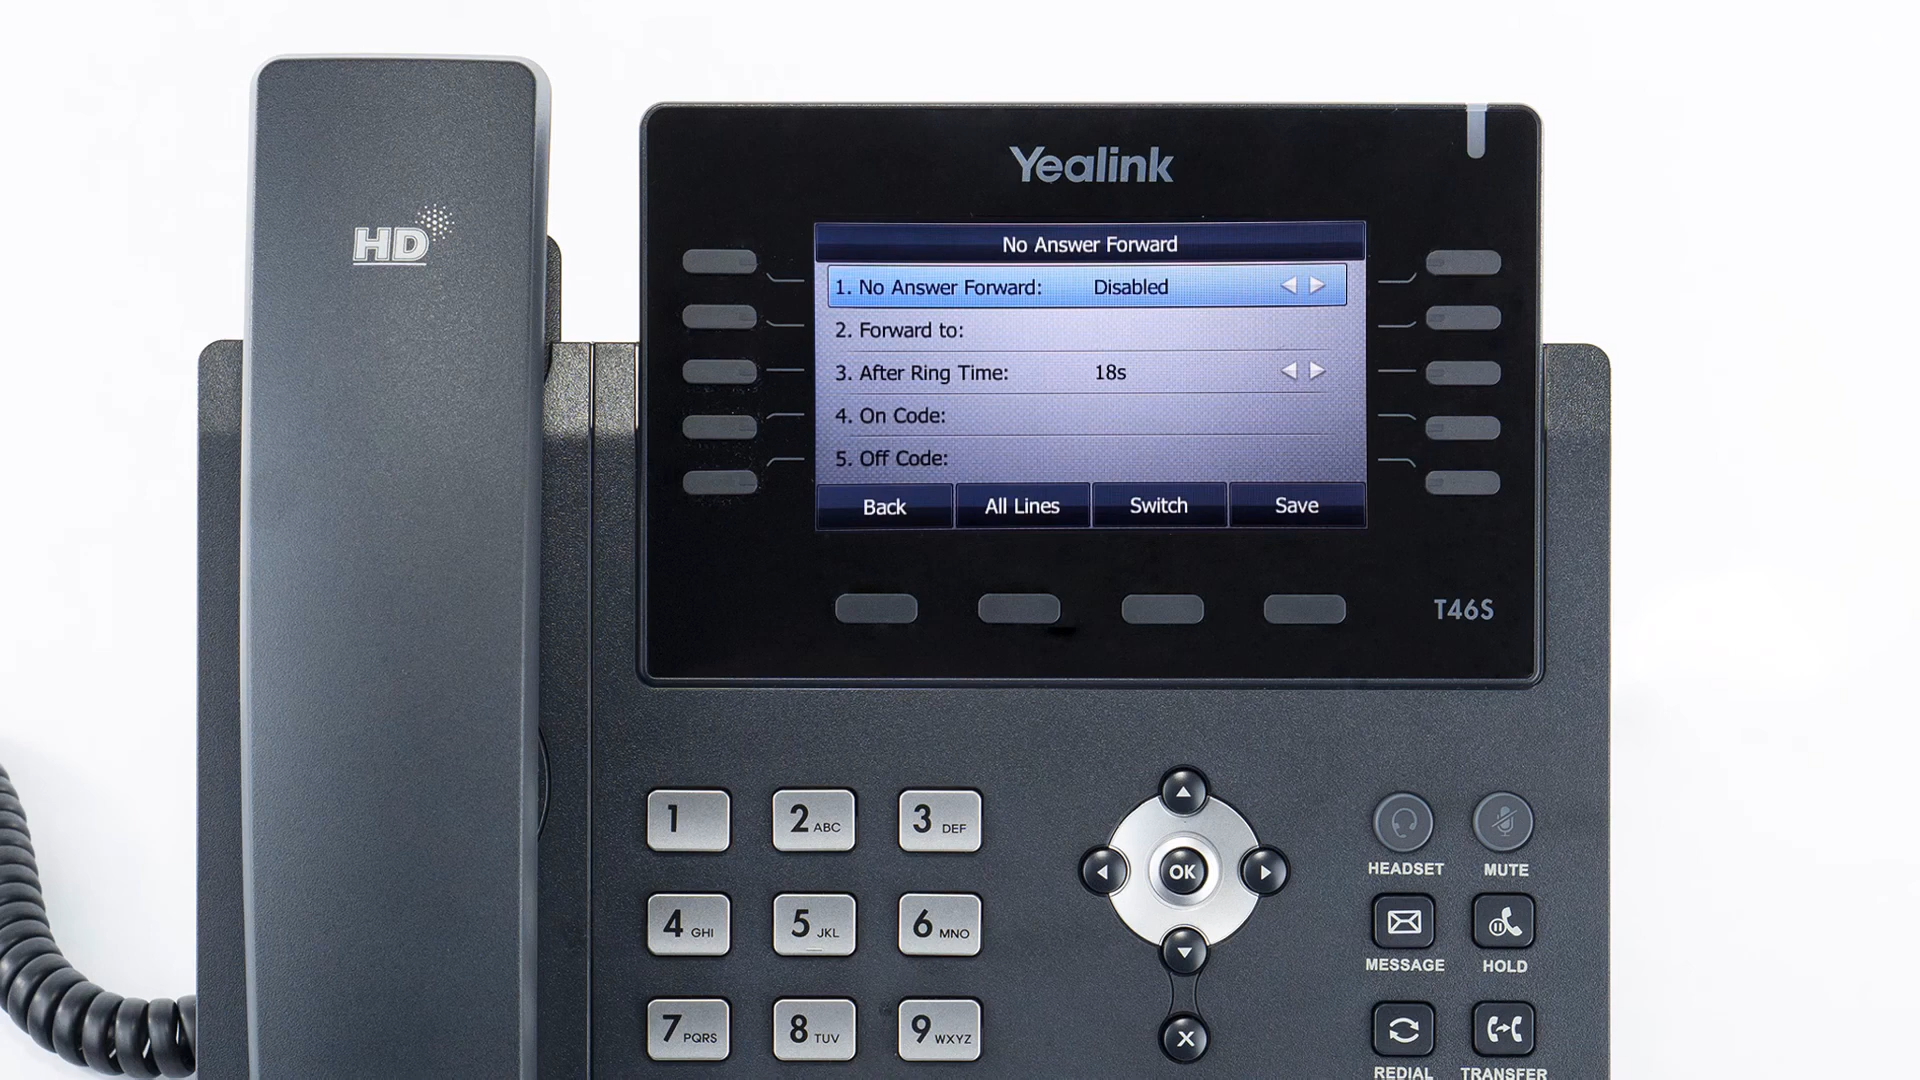 HD
Yealink
No Answer Forward
1. No Answer Forward: Disabled
2. Forward to:
3. After Ring Time: 18s
4. On Code:
5. Off Code:
Back All Lines Switch Save
T46S
1 2 ABC 3 DEF
OK
HEADSET MUTE
4 GHI 5 JKL 6 MNO
MESSAGE HOLD
7 PQRS 8 TUV 9 WXYZ
X
REDIAL TRANSFER